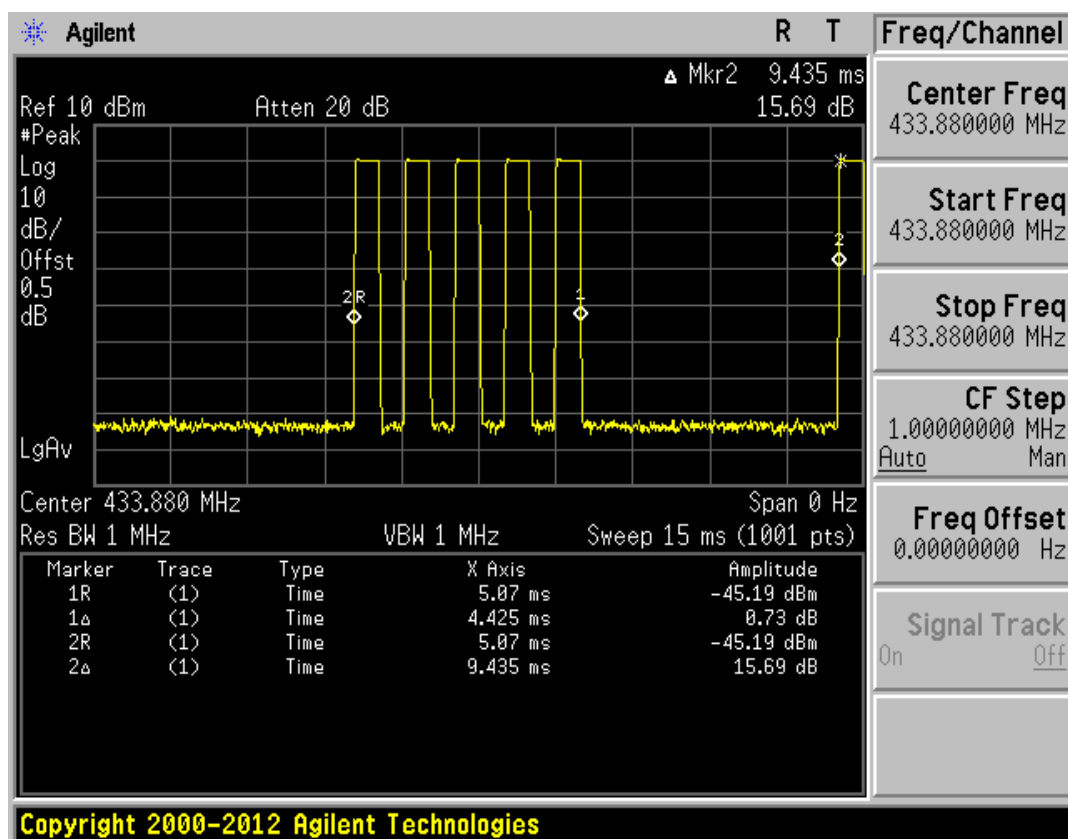 Agilent R T Freq/Channel
Δ Mkr2 9.435 ms
Ref 10 dBm Atten 20 dB 15.69 dB
#Peak
Log
10
dB/
Offst
0.5
dB
LgAv
2R
1
2
Center 433.880 MHz Span 0 Hz
Res BW 1 MHz VBW 1 MHz Sweep 15 ms (1001 pts)
Marker Trace Type X Axis Amplitude
1R (1) Time 5.07 ms -45.19 dBm
1Δ (1) Time 4.425 ms 0.73 dB
2R (1) Time 5.07 ms -45.19 dBm
2Δ (1) Time 9.435 ms 15.69 dB
Center Freq
433.880000 MHz
Start Freq
433.880000 MHz
Stop Freq
433.880000 MHz
CF Step
1.00000000 MHz
Auto Man
Freq Offset
0.00000000 Hz
Signal Track
On Off
Copyright 2000-2012 Agilent Technologies